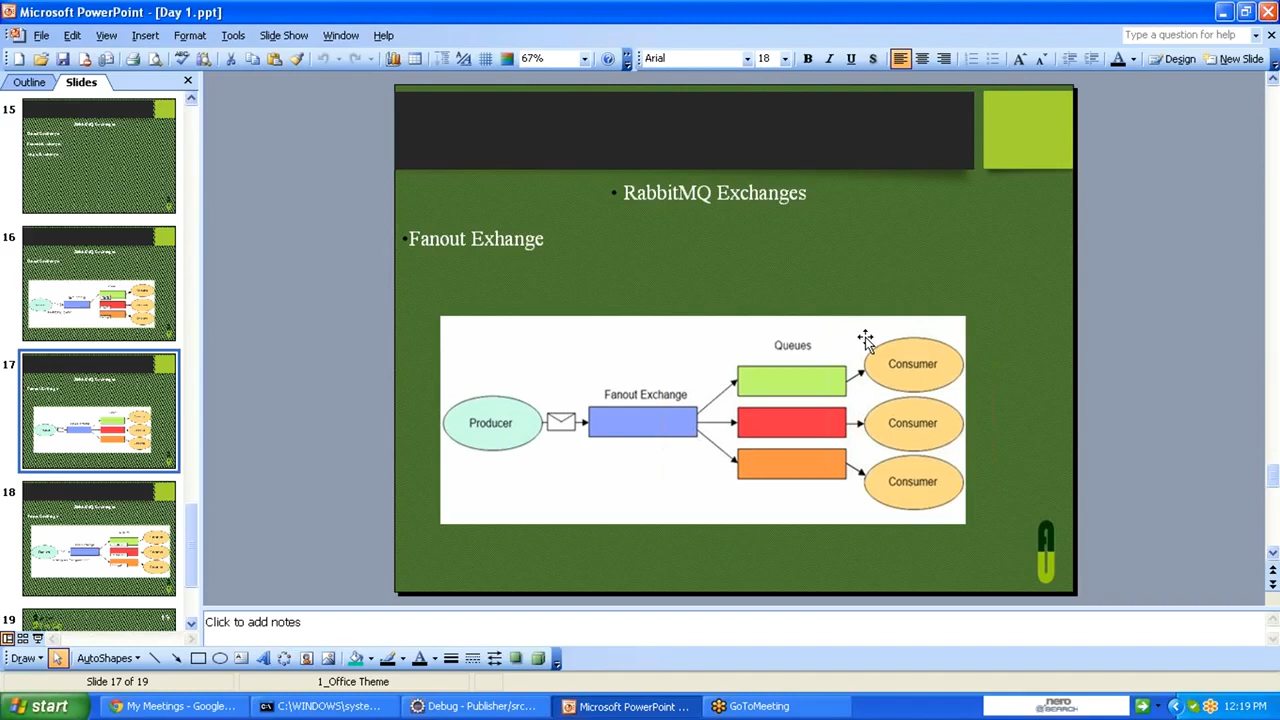 Microsoft PowerPoint - [Day 1.ppt]
File Edit View Insert Format Tools Slide Show Window Help
Type a question for help
67% Arial 18 B I U S A Design New Slide
Outline Slides
15
16
17
18
19
• RabbitMQ Exchanges
•Fanout Exhange
Queues
Fanout Exchange
Producer
Consumer
Consumer
Consumer
Click to add notes
Draw AutoShapes
Slide 17 of 19 1_Office Theme
start My Meetings - Google... C:\WINDOWS\syste... Debug - Publisher/src... Microsoft PowerPoint ... GoToMeeting nero SEARCH 12:19 PM